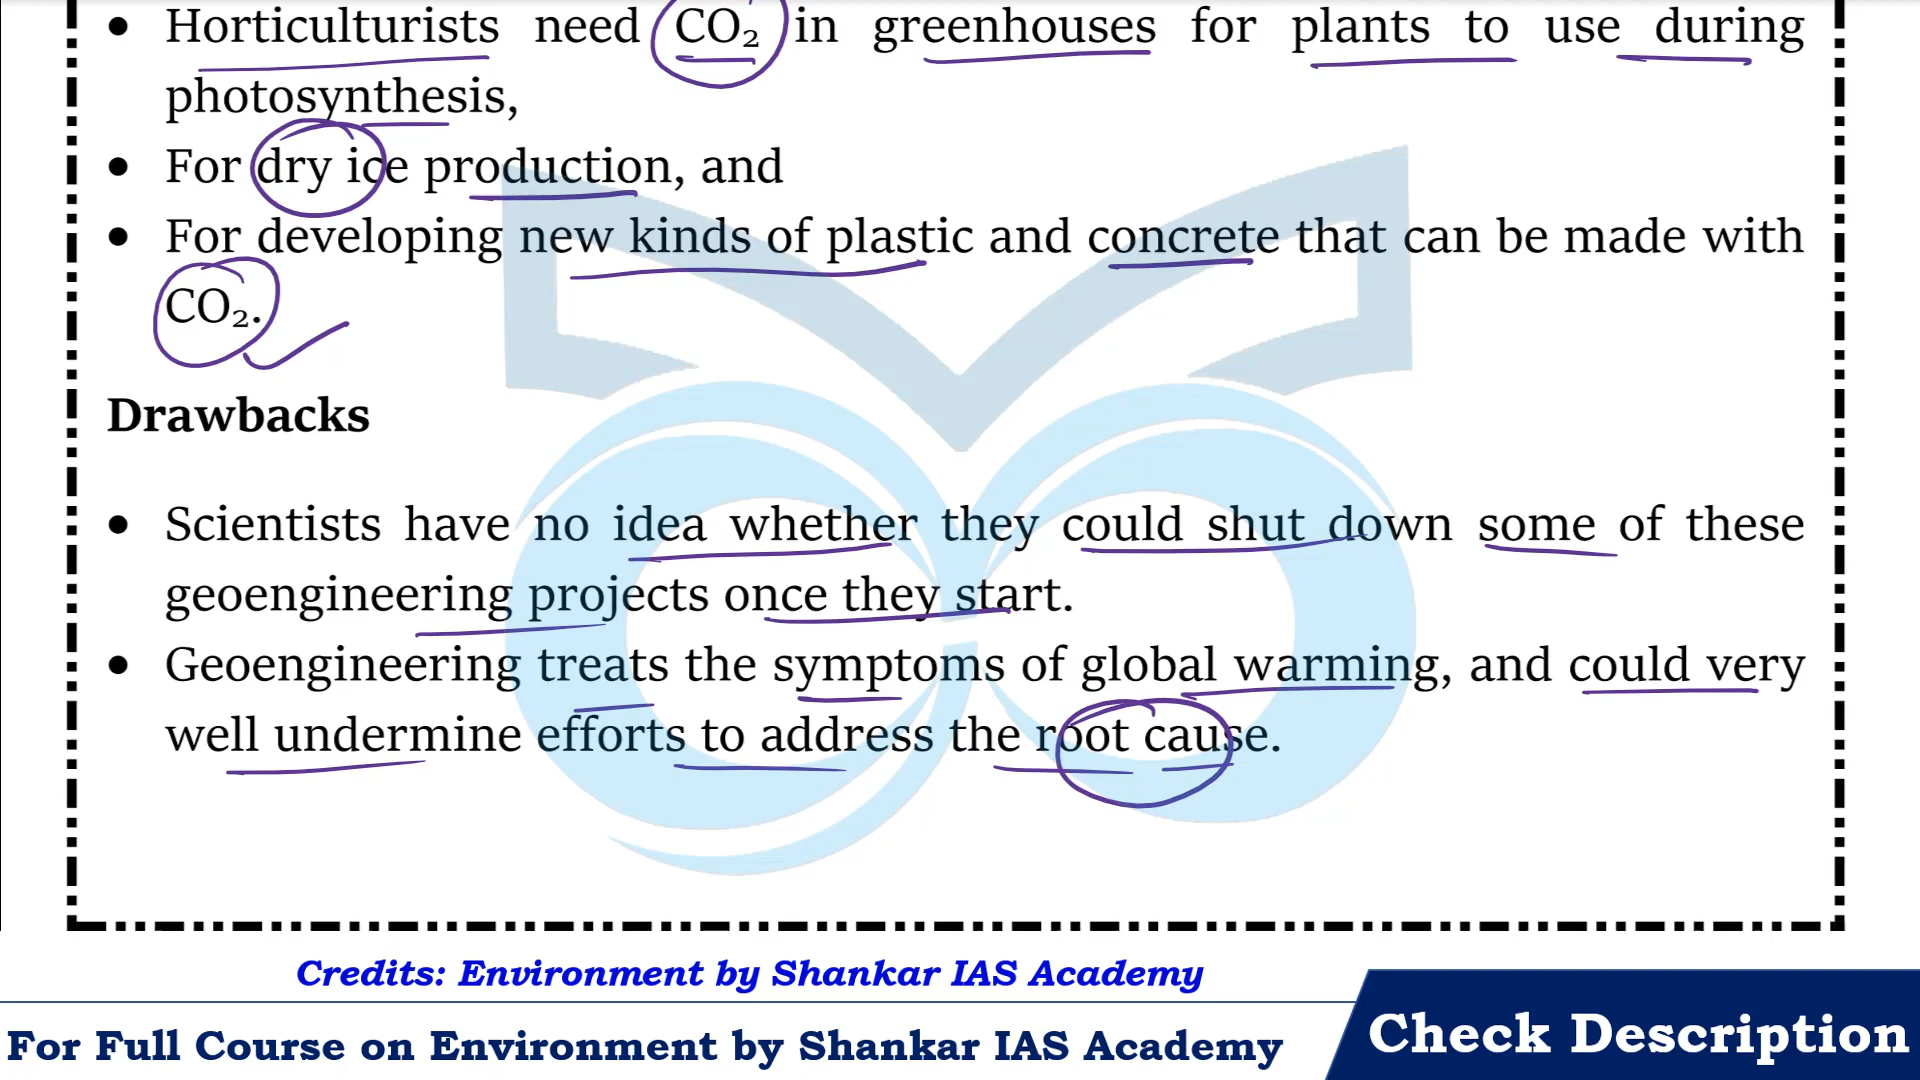 • Horticulturists need CO₂ in greenhouses for plants to use during
photosynthesis,
• For dry ice production, and
• For developing new kinds of plastic and concrete that can be made with
CO₂.
Drawbacks
• Scientists have no idea whether they could shut down some of these
geoengineering projects once they start.
• Geoengineering treats the symptoms of global warming, and could very
well undermine efforts to address the root cause.
Credits: Environment by Shankar IAS Academy
For Full Course on Environment by Shankar IAS Academy
Check Description